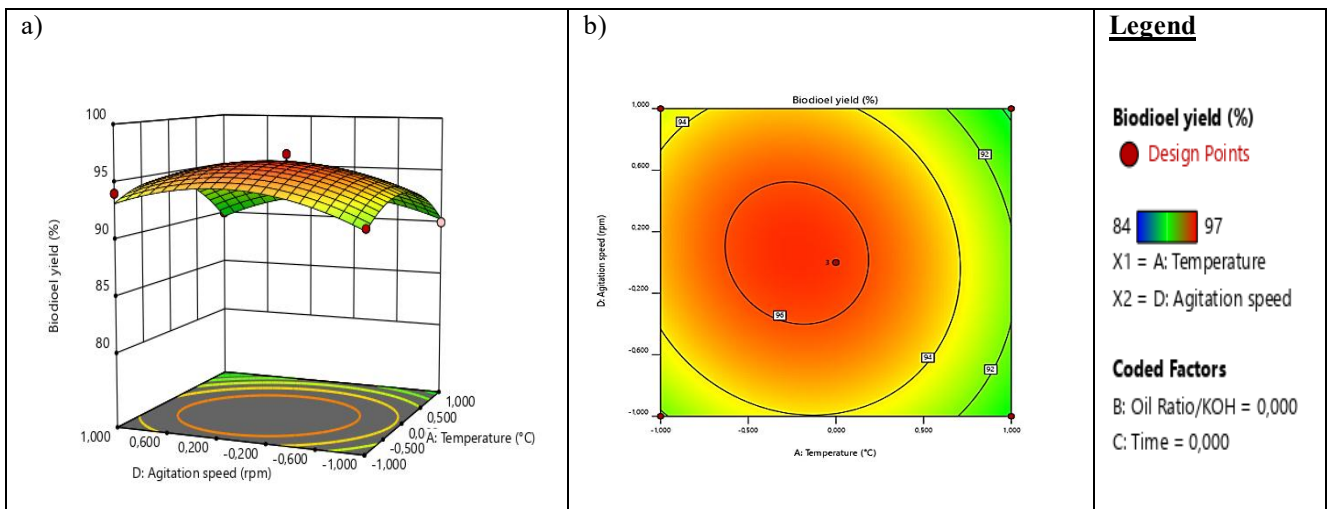 a)
100
95
90
85
80
Biodioel yield (%)
1,000
0,600
0,200
-0,200
-0,600
-1,000
D: Agitation speed (rpm)
1,000
0,500
-0,500
-1,000
A: Temperature (°C)
b)
Biodioel yield (%)
1,000
0,600
0,200
-0,200
-0,600
-1,000
D: Agitation speed (rpm)
94
92
96
94
92
3
-1,000
-0,500
0,000
0,500
1,000
A: Temperature (°C)
Legend
Biodioel yield (%)
Design Points
84 97
X1 = A: Temperature
X2 = D: Agitation speed
Coded Factors
B: Oil Ratio/KOH = 0,000
C: Time = 0,000